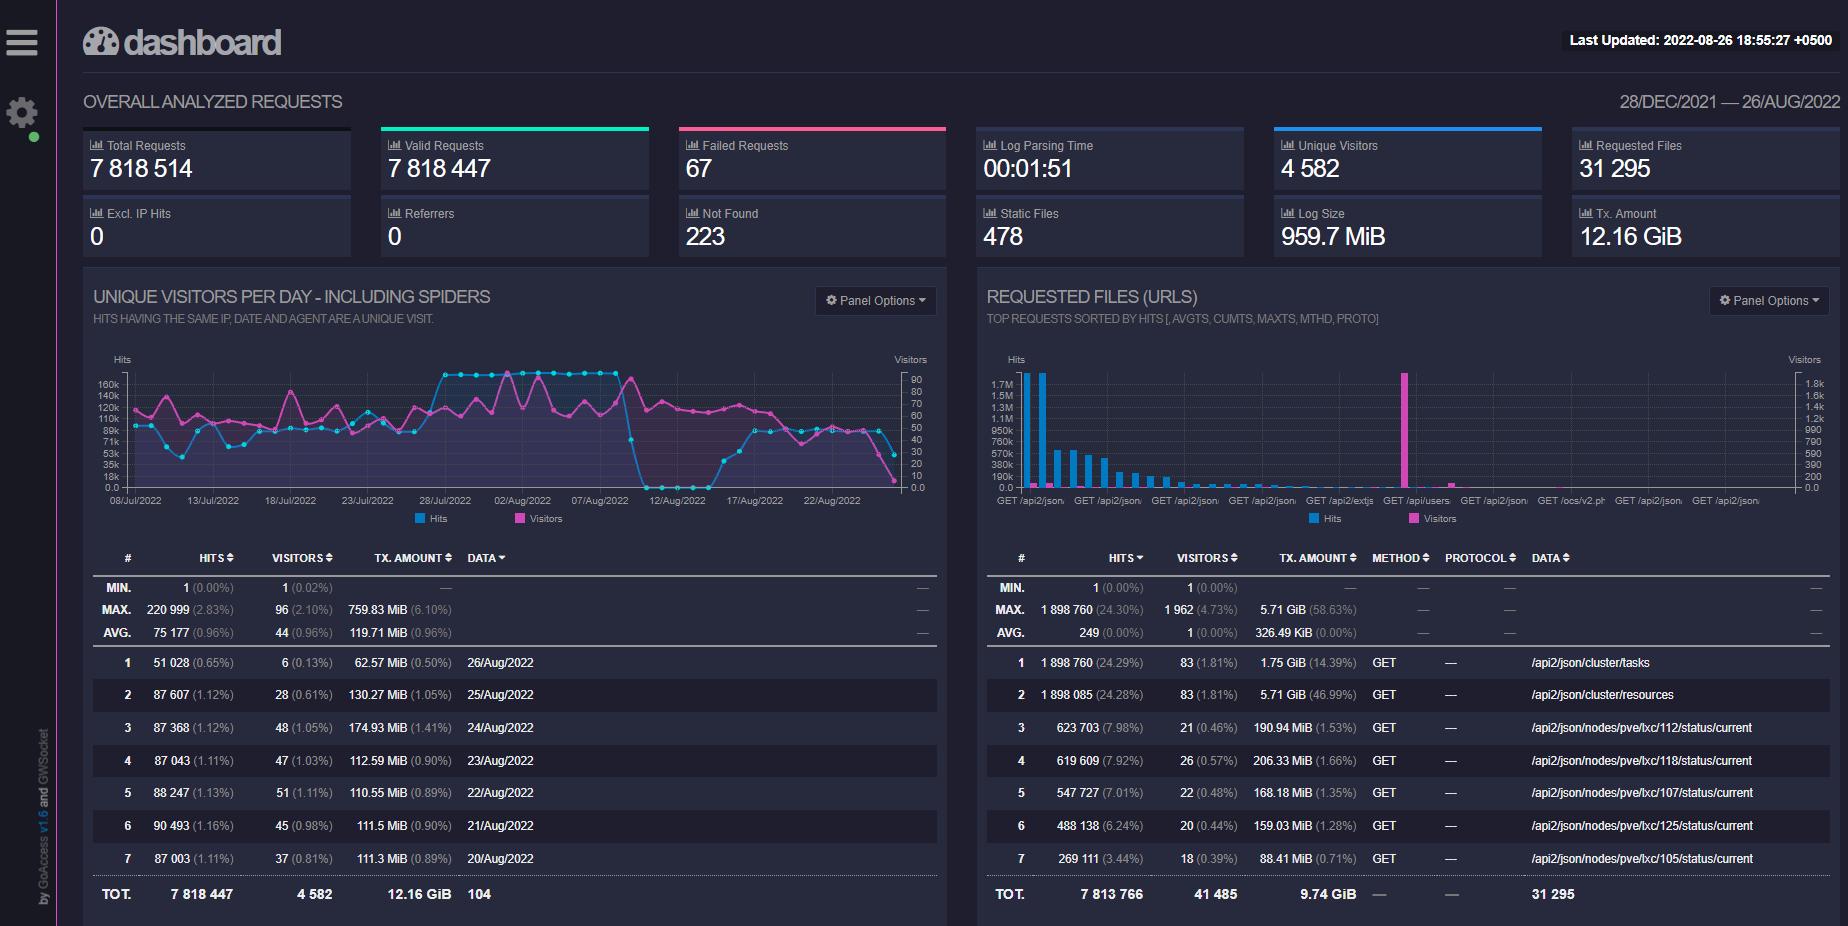 dashboard
Last Updated: 2022-08-26 18:55:27 +0500
OVERALL ANALYZED REQUESTS
28/DEC/2021 — 26/AUG/2022
Total Requests
7 818 514
Valid Requests
7 818 447
Failed Requests
67
Log Parsing Time
00:01:51
Unique Visitors
4 582
Requested Files
31 295
Excl. IP Hits
0
Referrers
0
Not Found
223
Static Files
478
Log Size
959.7 MiB
Tx. Amount
12.16 GiB
UNIQUE VISITORS PER DAY - INCLUDING SPIDERS
Panel Options
HITS HAVING THE SAME IP, DATE AND AGENT ARE A UNIQUE VISIT.
Hits
Visitors
160k
140k
120k
110k
89k
71k
53k
35k
18k
0.0
90
80
70
60
50
40
30
20
10
0.0
08/Jul/2022 13/Jul/2022 18/Jul/2022 23/Jul/2022 28/Jul/2022 02/Aug/2022 07/Aug/2022 12/Aug/2022 17/Aug/2022 22/Aug/2022
Hits Visitors
# HITS VISITORS TX. AMOUNT DATA
MIN. 1 (0.00%) 1 (0.02%) — —
MAX. 220 999 (2.83%) 96 (2.10%) 759.83 MiB (6.10%) —
AVG. 75 177 (0.96%) 44 (0.96%) 119.71 MiB (0.96%) —
1 51 028 (0.65%) 6 (0.13%) 62.57 MiB (0.50%) 26/Aug/2022
2 87 607 (1.12%) 28 (0.61%) 130.27 MiB (1.05%) 25/Aug/2022
3 87 368 (1.12%) 48 (1.05%) 174.93 MiB (1.41%) 24/Aug/2022
4 87 043 (1.11%) 47 (1.03%) 112.59 MiB (0.90%) 23/Aug/2022
5 88 247 (1.13%) 51 (1.11%) 110.55 MiB (0.89%) 22/Aug/2022
6 90 493 (1.16%) 45 (0.98%) 111.5 MiB (0.90%) 21/Aug/2022
7 87 003 (1.11%) 37 (0.81%) 111.3 MiB (0.89%) 20/Aug/2022
TOT. 7 818 447 4 582 12.16 GiB 104
REQUESTED FILES (URLS)
Panel Options
TOP REQUESTS SORTED BY HITS [, AVGTS, CUMTS, MAXTS, MTHD, PROTO]
Hits
Visitors
1.7M
1.5M
1.3M
1.1M
950k
760k
570k
380k
190k
0.0
1.8k
1.6k
1.4k
1.2k
990
790
590
390
200
0.0
GET /api2/json GET /api2/json GET /api2/json GET /api2/json GET /api2/extjs GET /api/users GET /api2/json GET /ocs/v2.ph GET /api2/json GET /api2/json
Hits Visitors
# HITS VISITORS TX. AMOUNT METHOD PROTOCOL DATA
MIN. 1 (0.00%) 1 (0.00%) — — — —
MAX. 1 898 760 (24.30%) 1 962 (4.73%) 5.71 GiB (58.63%) — — —
AVG. 249 (0.00%) 1 (0.00%) 326.49 KiB (0.00%) — — —
1 1 898 760 (24.29%) 83 (1.81%) 1.75 GiB (14.39%) GET — /api2/json/cluster/tasks
2 1 898 085 (24.28%) 83 (1.81%) 5.71 GiB (46.99%) GET — /api2/json/cluster/resources
3 623 703 (7.98%) 21 (0.46%) 190.94 MiB (1.53%) GET — /api2/json/nodes/pve/lxc/112/status/current
4 619 609 (7.92%) 26 (0.57%) 206.33 MiB (1.66%) GET — /api2/json/nodes/pve/lxc/118/status/current
5 547 727 (7.01%) 22 (0.48%) 168.18 MiB (1.35%) GET — /api2/json/nodes/pve/lxc/107/status/current
6 488 138 (6.24%) 20 (0.44%) 159.03 MiB (1.28%) GET — /api2/json/nodes/pve/lxc/125/status/current
7 269 111 (3.44%) 18 (0.39%) 88.41 MiB (0.71%) GET — /api2/json/nodes/pve/lxc/105/status/current
TOT. 7 813 766 41 485 9.74 GiB — — 31 295
by GoAccess v1.6 and GWSocket